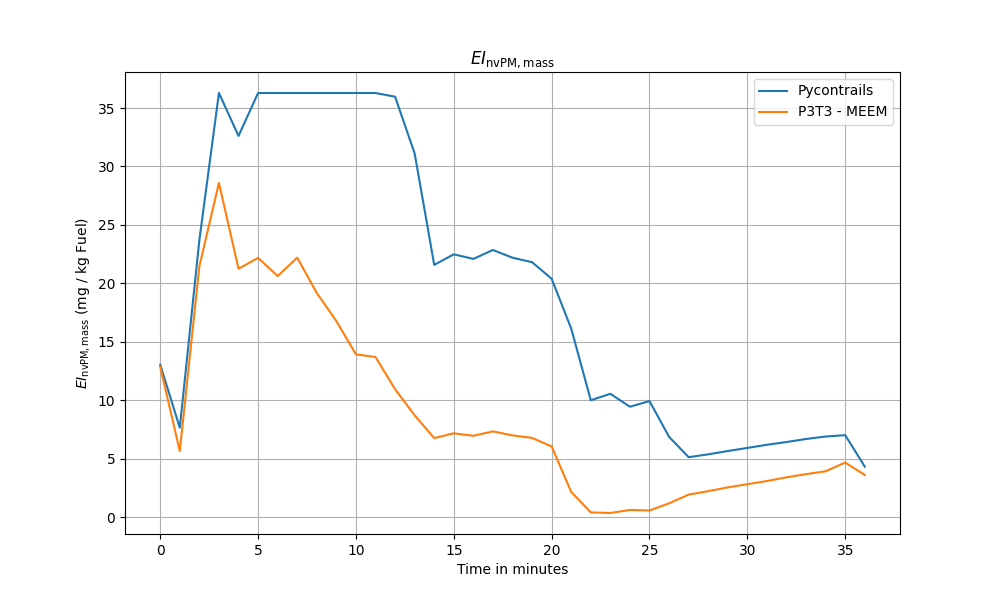 EI_nvPM, mass
Pycontrails
P3T3 - MEEM
EI_nvPM, mass (mg / kg Fuel)
35
30
25
20
15
10
5
0
0 5 10 15 20 25 30 35
Time in minutes